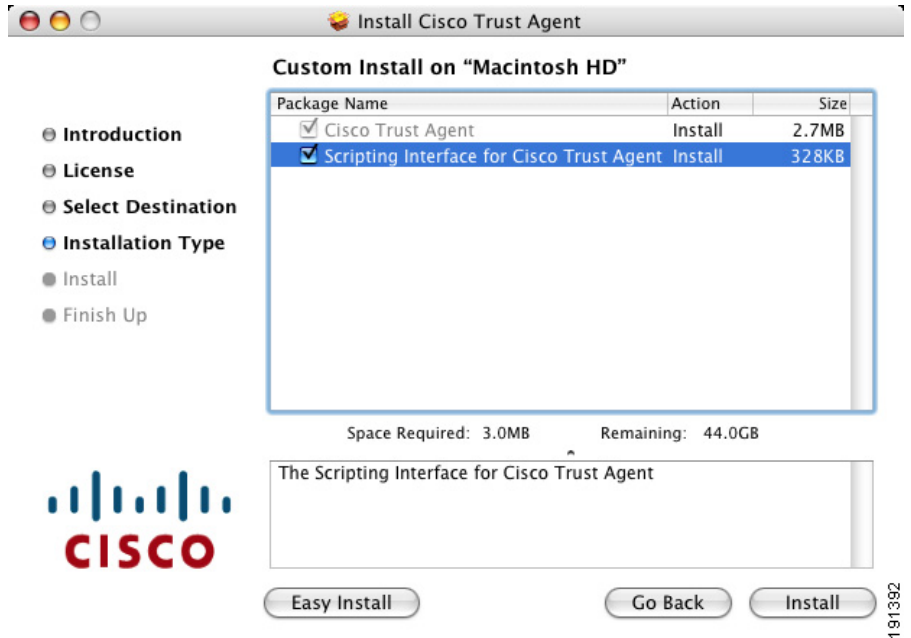 Install Cisco Trust Agent
Custom Install on “Macintosh HD”
Introduction
License
Select Destination
Installation Type
Install
Finish Up
Package Name Action Size
Cisco Trust Agent Install 2.7MB
Scripting Interface for Cisco Trust Agent Install 328KB
Space Required: 3.0MB Remaining: 44.0GB
The Scripting Interface for Cisco Trust Agent
CISCO
Easy Install Go Back Install
191392